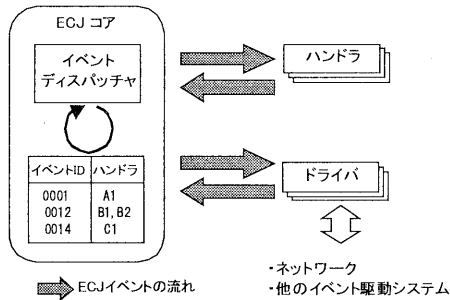 ECJ コア
イベント
ディスパッチャ
ハンドラ
イベントID ハンドラ
0001 A1
0012 B1, B2
0014 C1
ドライバ
ECJイベントの流れ
・ネットワーク
・他のイベント駆動システム